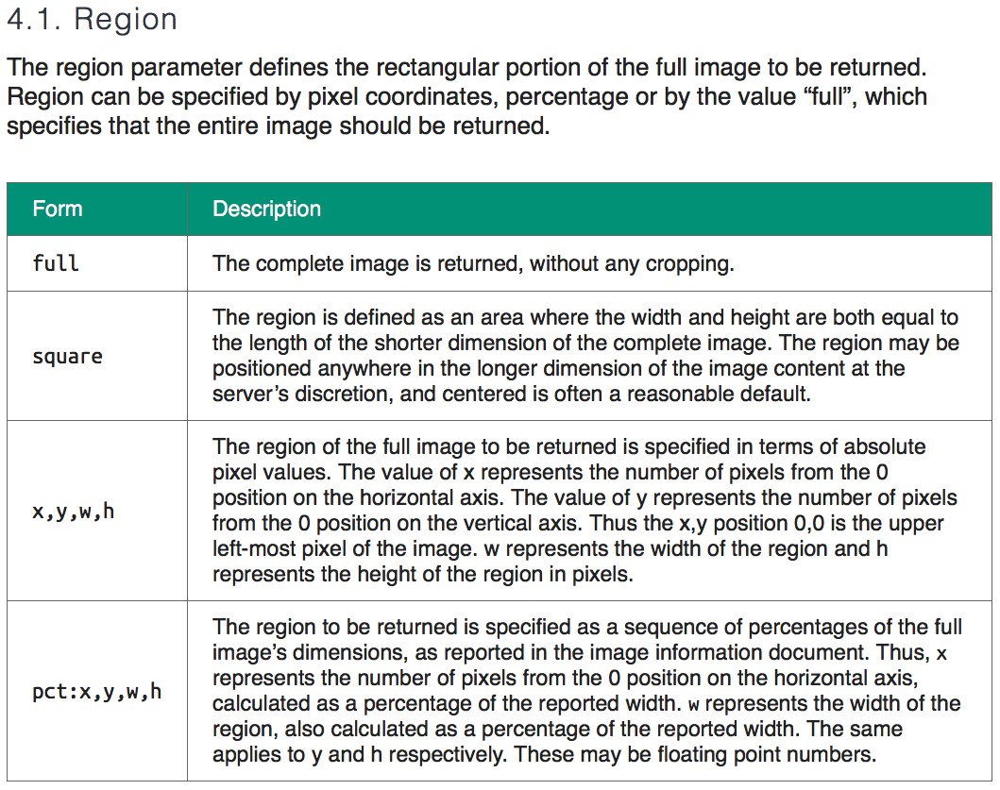 4.1. Region
The region parameter defines the rectangular portion of the full image to be returned.
Region can be specified by pixel coordinates, percentage or by the value “full”, which
specifies that the entire image should be returned.
Form Description
full The complete image is returned, without any cropping.
square
The region is defined as an area where the width and height are both equal to
the length of the shorter dimension of the complete image. The region may be
positioned anywhere in the longer dimension of the image content at the
server’s discretion, and centered is often a reasonable default.
x,y,w,h
The region of the full image to be returned is specified in terms of absolute
pixel values. The value of x represents the number of pixels from the 0
position on the horizontal axis. The value of y represents the number of pixels
from the 0 position on the vertical axis. Thus the x,y position 0,0 is the upper
left-most pixel of the image. w represents the width of the region and h
represents the height of the region in pixels.
pct:x,y,w,h
The region to be returned is specified as a sequence of percentages of the full
image’s dimensions, as reported in the image information document. Thus, x
represents the number of pixels from the 0 position on the horizontal axis,
calculated as a percentage of the reported width. w represents the width of the
region, also calculated as a percentage of the reported width. The same
applies to y and h respectively. These may be floating point numbers.